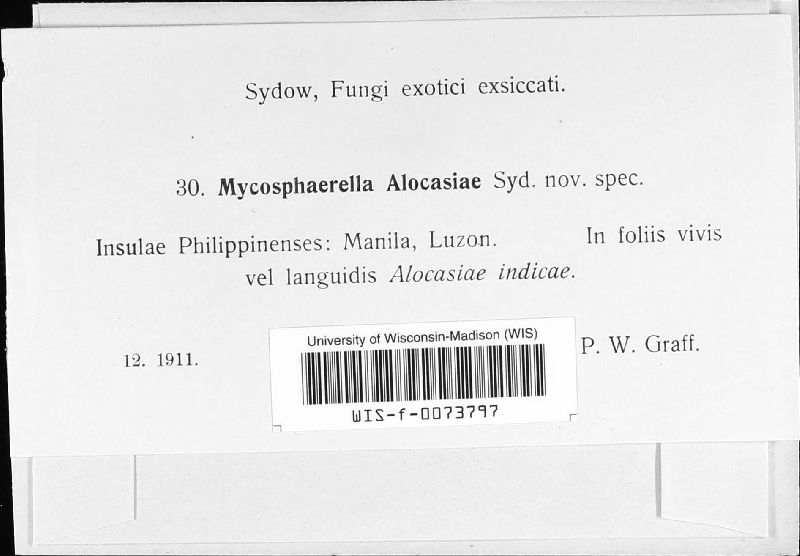 Sydow, Fungi exotici exsiccati.
30. Mycosphaerella Alocasiae Syd. nov. spec.
Insulae Philippinenses: Manila, Luzon. In foliis vivis
vel languidis Alocasiae indicae.
12. 1911.
P. W. Graff.
University of Wisconsin-Madison (WIS)
WIS-f-0073797